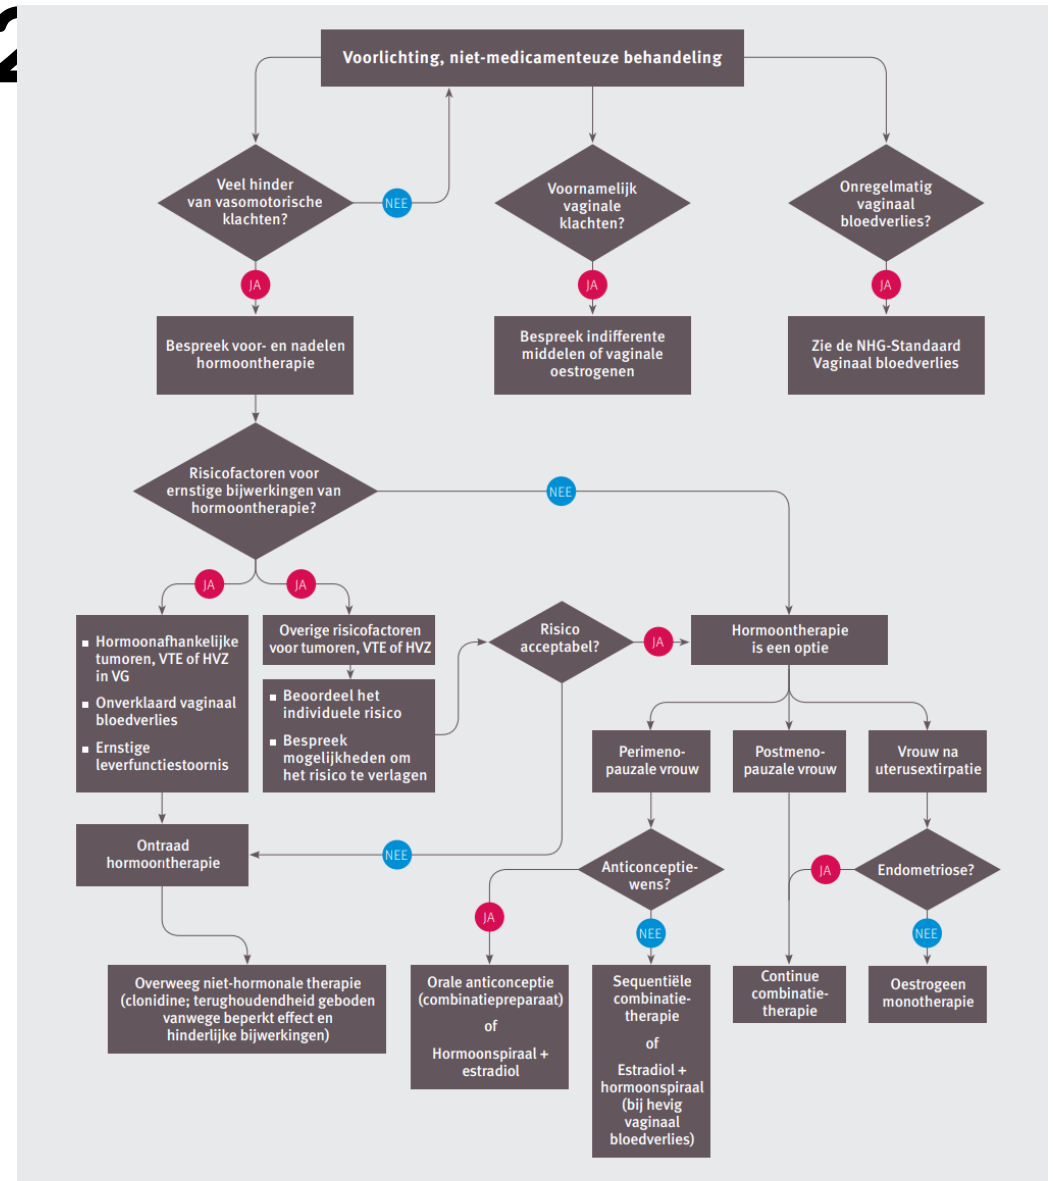 2
Voorlichting, niet-medicamenteuze behandeling
Veel hinder
van vasomotorische
klachten?
NEE
Voornamelijk
vaginale
klachten?
Onregelmatig
vaginaal
bloedverlies?
JA
JA
JA
Bespreek voor- en nadelen
hormoontherapie
Bespreek indifferente
middelen of vaginale
oestrogenen
Zie de NHG-Standaard
Vaginaal bloedverlies
Risicofactoren voor
ernstige bijwerkingen van
hormoontherapie?
NEE
JA
JA
Hormoonafhankelijke
tumoren, VTE of HVZ
in VG
Onverklaard vaginaal
bloedverlies
Ernstige
leverfunctiestoornis
Overige risicofactoren
voor tumoren, VTE of HVZ
Beoordeel het
individuele risico
Bespreek
mogelijkheden om
het risico te verlagen
Risico
acceptabel?
JA
Hormoontherapie
is een optie
Perimeno-
pauzale vrouw
Postmeno-
pauzale vrouw
Vrouw na
uterusextirpatie
Ontraad
hormoontherapie
NEE
Anticonceptie-
wens?
JA
Endometriose?
JA
NEE
NEE
Overweeg niet-hormonale therapie
(clonidine; terughoudendheid geboden
vanwege beperkt effect en
hinderlijke bijwerkingen)
Orale anticonceptie
(combinatiepreparaat)
of
Hormoonspiraal +
estradiol
Sequentiële
combinatie-
therapie
of
Estradiol +
hormoonspiraal
(bij hevig
vaginaal
bloedverlies)
Continue
combinatie-
therapie
Oestrogeen
monotherapie